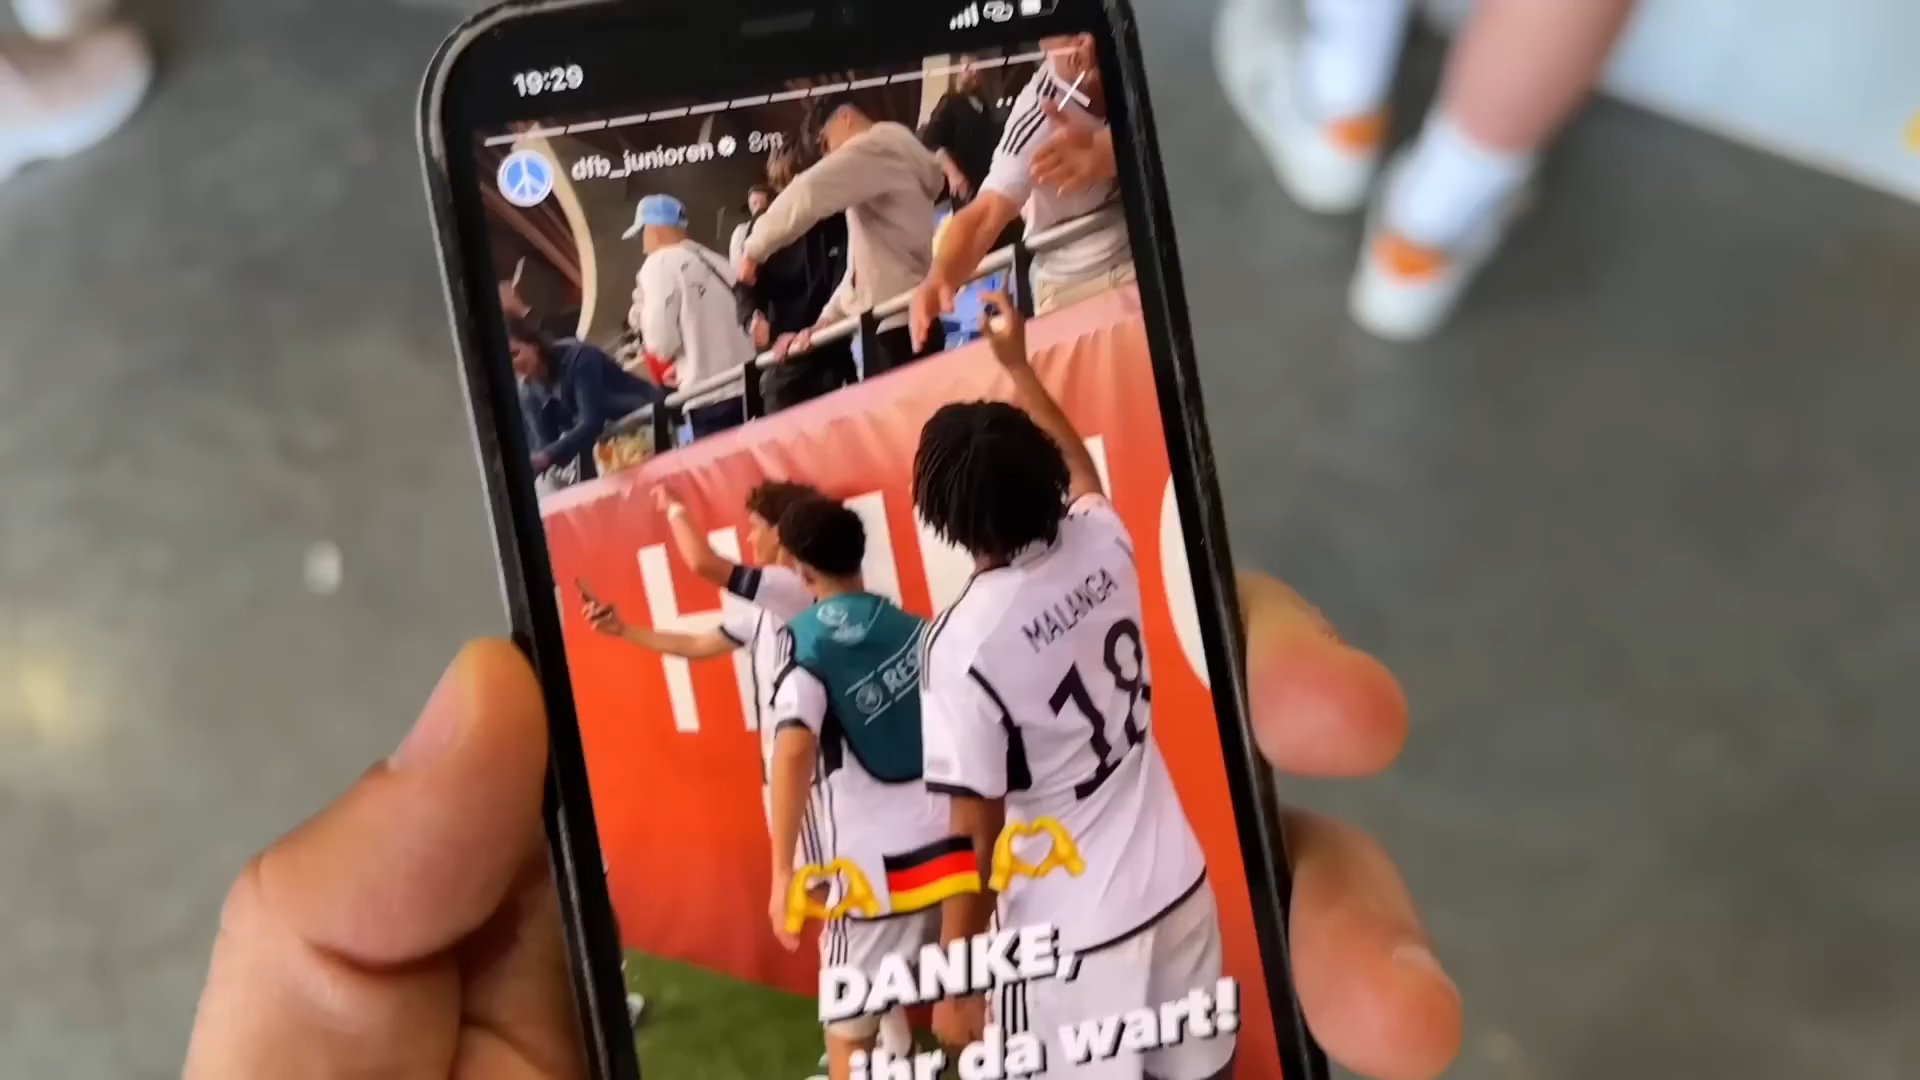 19:29
dfb_junioren 8m
MALANGA
18
DANKE,
ihr da wart!